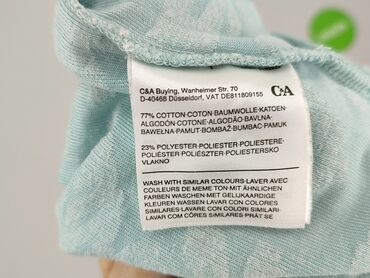 C&A Buying, Wanheimer Str. 70
D-40468 Düsseldorf, VAT DE811809155
C&A
77% COTTON-COTON-BAUMWOLLE-KATOEN-
ALGODÓN-COTONE-ALGODÃO-BAVLNA-
BAWEŁNA-PAMUT-BOMBAŽ-BUMBAC-PAMUK
23% POLYESTER-POLYESTER-POLIESTERE-
POLIÉSTER-POLIÉSZTER-POLIESTERSKO
VLAKNO
WASH WITH SIMILAR COLOURS-LAVER AVEC
COULEURS DE MEME TON-MIT ÄHNLICHEN
FARBEN WASCHEN-MET GELIJKAARDIGE
KLEUREN WASSEN-LAVAR CON COLORES
SIMILARES-LAVARE CON COLORI SIMILARI-
LAVAR COM CÔRES SIMILARES-PRÁT SE